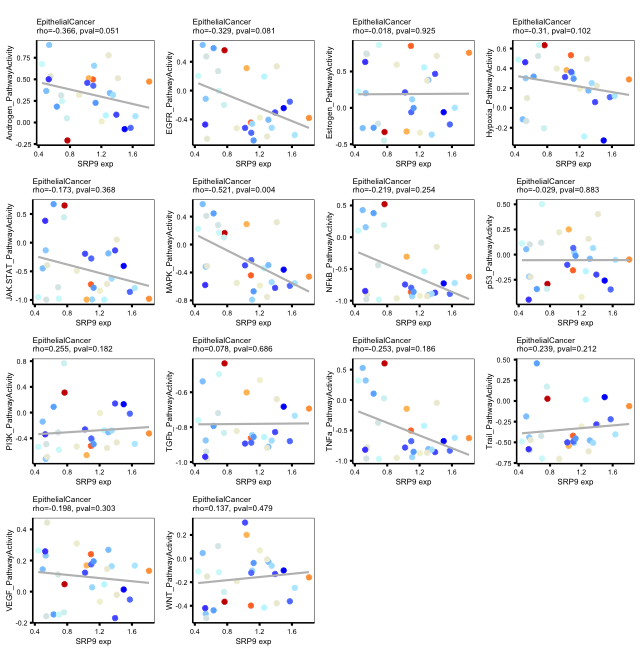 EpithelialCancer
rho=-0.366, pval=0.051
Androgen_PathwayActivity
0.75
0.50
0.25
0.00
-0.25
0.4 0.8 1.2 1.6
SRP9 exp
EpithelialCancer
rho=-0.329, pval=0.081
EGFR_PathwayActivity
0.4
0.0
-0.4
0.4 0.8 1.2 1.6
SRP9 exp
EpithelialCancer
rho=-0.018, pval=0.925
Estrogen_PathwayActivity
0.5
0.0
-0.5
0.4 0.8 1.2 1.6
SRP9 exp
EpithelialCancer
rho=-0.31, pval=0.102
Hypoxia_PathwayActivity
0.6
0.4
0.2
0.0
-0.2
0.4 0.8 1.2 1.6
SRP9 exp
EpithelialCancer
rho=-0.173, pval=0.368
JAK.STAT_PathwayActivity
0.5
0.0
-0.5
-1.0
0.4 0.8 1.2 1.6
SRP9 exp
EpithelialCancer
rho=-0.521, pval=0.004
MAPK_PathwayActivity
0.4
0.0
-0.4
-0.8
0.4 0.8 1.2 1.6
SRP9 exp
EpithelialCancer
rho=-0.219, pval=0.254
NFkB_PathwayActivity
0.5
0.0
-0.5
-1.0
0.4 0.8 1.2 1.6
SRP9 exp
EpithelialCancer
rho=-0.029, pval=0.883
p53_PathwayActivity
0.50
0.25
0.00
-0.25
0.4 0.8 1.2 1.6
SRP9 exp
EpithelialCancer
rho=0.255, pval=0.182
PI3K_PathwayActivity
0.8
0.4
0.0
-0.4
0.4 0.8 1.2 1.6
SRP9 exp
EpithelialCancer
rho=0.078, pval=0.686
TGFb_PathwayActivity
-0.6
-0.8
-1.0
0.4 0.8 1.2 1.6
SRP9 exp
EpithelialCancer
rho=-0.253, pval=0.186
TNFa_PathwayActivity
0.5
0.0
-0.5
-1.0
0.4 0.8 1.2 1.6
SRP9 exp
EpithelialCancer
rho=0.239, pval=0.212
Trail_PathwayActivity
0.50
0.25
0.00
-0.25
-0.50
-0.75
0.4 0.8 1.2 1.6
SRP9 exp
EpithelialCancer
rho=-0.198, pval=0.303
VEGF_PathwayActivity
0.4
0.2
0.0
-0.2
0.4 0.8 1.2 1.6
SRP9 exp
EpithelialCancer
rho=0.137, pval=0.479
WNT_PathwayActivity
0.2
0.0
-0.2
-0.4
0.4 0.8 1.2 1.6
SRP9 exp